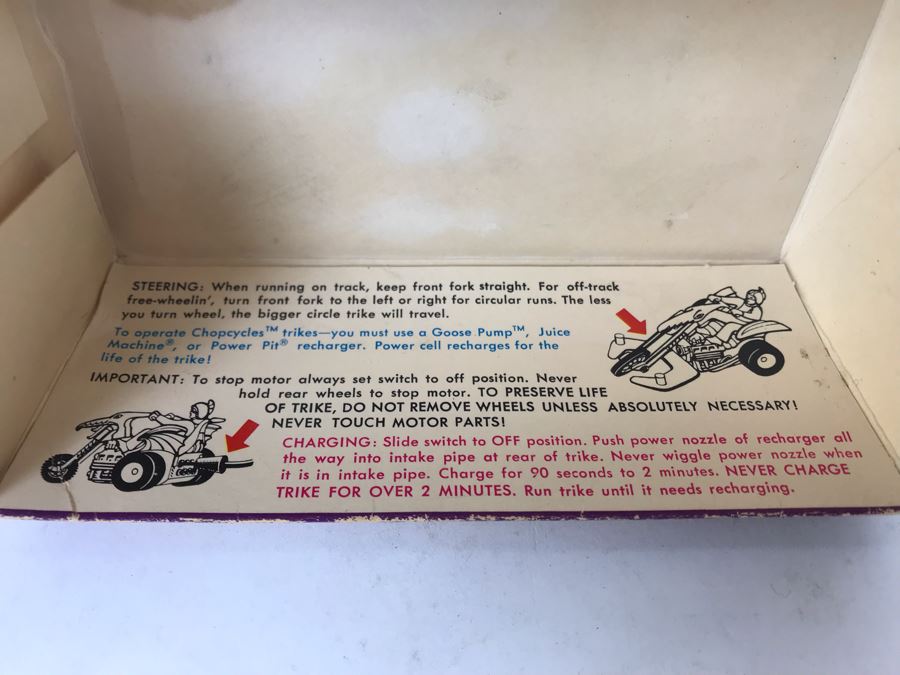 STEERING: When running on track, keep front fork straight. For off-track
free-wheelin', turn front fork to the left or right for circular runs. The less
you turn wheel, the bigger circle trike will travel.
To operate Chopcycles™ trikes—you must use a Goose Pump™, Juice
Machine®, or Power Pit® recharger. Power cell recharges for the
life of the trike!
IMPORTANT: To stop motor always set switch to off position. Never
hold rear wheels to stop motor. TO PRESERVE LIFE
OF TRIKE, DO NOT REMOVE WHEELS UNLESS ABSOLUTELY NECESSARY!
NEVER TOUCH MOTOR PARTS!
CHARGING: Slide switch to OFF position. Push power nozzle of recharger all
the way into intake pipe at rear of trike. Never wiggle power nozzle when
it is in intake pipe. Charge for 90 seconds to 2 minutes. NEVER CHARGE
TRIKE FOR OVER 2 MINUTES. Run trike until it needs recharging.